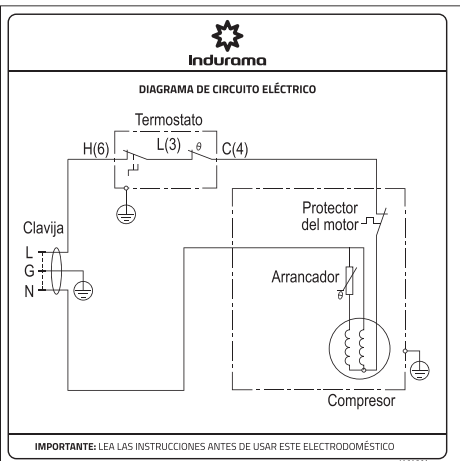 Indurama
DIAGRAMA DE CIRCUITO ELÉCTRICO
Termostato
H(6) L(3) θ C(4)
Protector
del motor
Clavija
L
G
N
Arrancador
θ
Compresor
IMPORTANTE: LEA LAS INSTRUCCIONES ANTES DE USAR ESTE ELECTRODOMÉSTICO